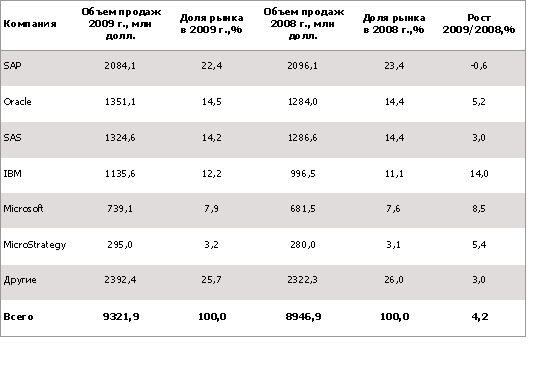 Компания Объем продаж 2009 г., млн долл. Доля рынка в 2009 г.,% Объем продаж 2008 г., млн долл. Доля рынка в 2008 г.,% Рост 2009/2008,%
SAP 2084,1 22,4 2096,1 23,4 -0,6
Oracle 1351,1 14,5 1284,0 14,4 5,2
SAS 1324,6 14,2 1286,6 14,4 3,0
IBM 1135,6 12,2 996,5 11,1 14,0
Microsoft 739,1 7,9 681,5 7,6 8,5
MicroStrategy 295,0 3,2 280,0 3,1 5,4
Другие 2392,4 25,7 2322,3 26,0 3,0
Всего 9321,9 100,0 8946,9 100,0 4,2